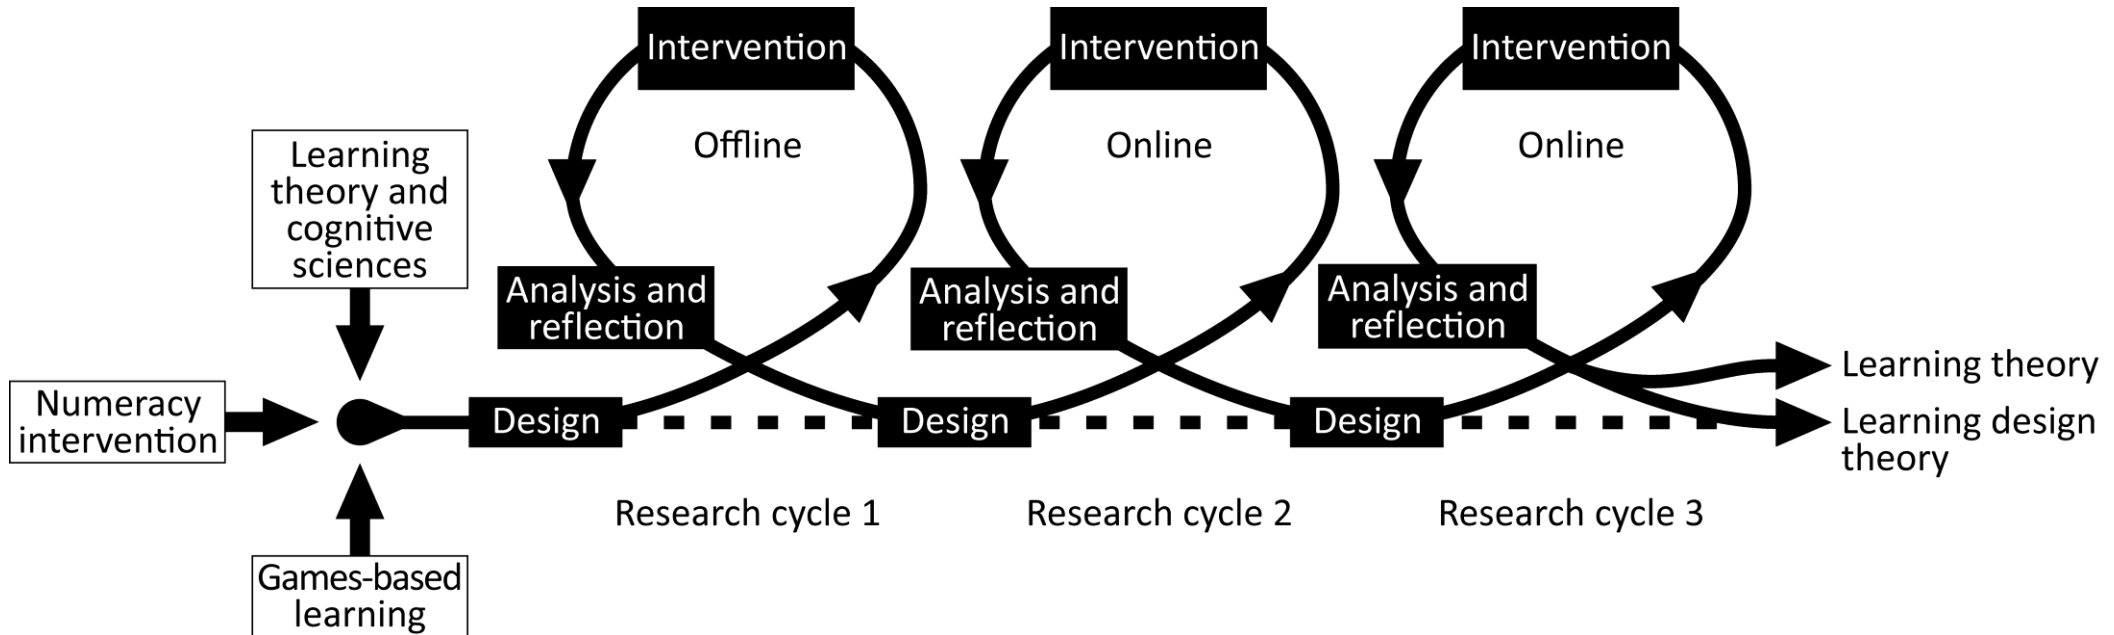 Learning
theory and
cognitive
sciences
Numeracy
intervention
Games-based
learning
Intervention
Offline
Analysis and
reflection
Design
Research cycle 1
Intervention
Online
Analysis and
reflection
Design
Research cycle 2
Intervention
Online
Analysis and
reflection
Design
Research cycle 3
Learning theory
Learning design
theory